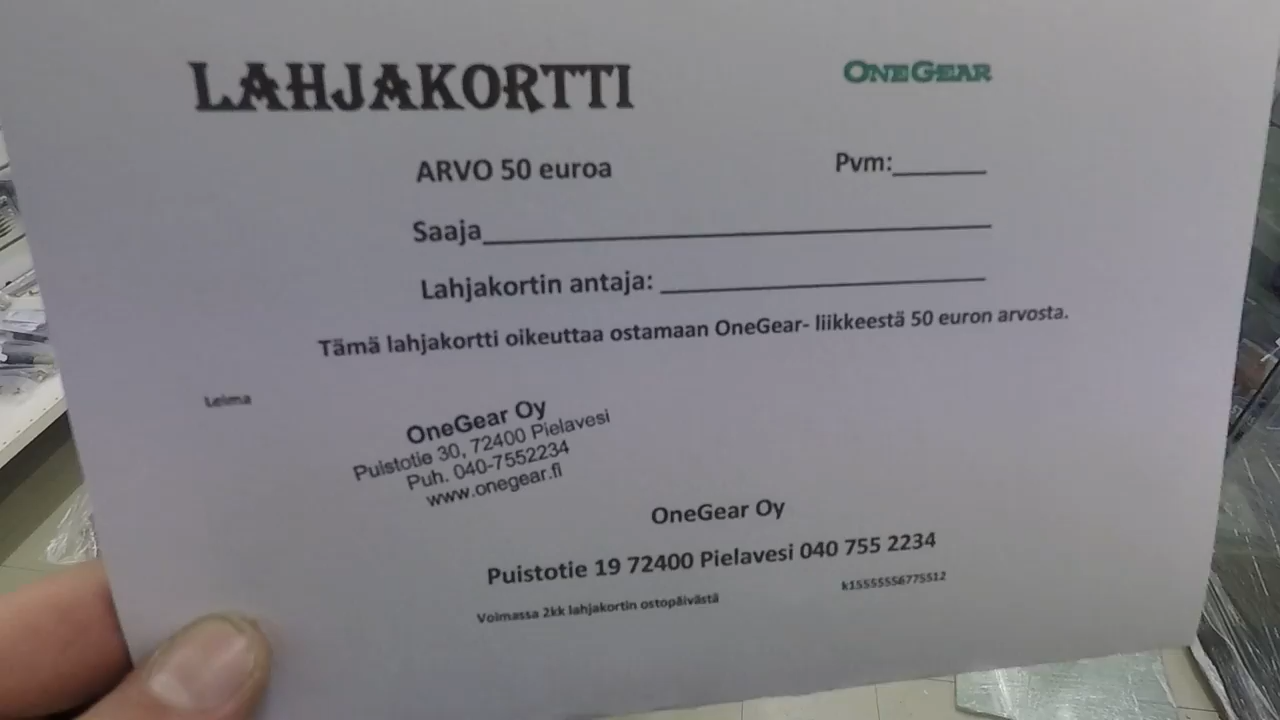 LAHJAKORTTI
ONEGEAR
ARVO 50 euroa
Pvm:
Saaja
Lahjakortin antaja:
Tämä lahjakortti oikeuttaa ostamaan OneGear- liikkeestä 50 euron arvosta.
Leima
OneGear Oy
Puistotie 30, 72400 Pielavesi
Puh. 040-7552234
www.onegear.fi
OneGear Oy
Puistotie 19 72400 Pielavesi 040 755 2234
Voimassa 2kk lahjakortin ostopäivästä
k15555556775512